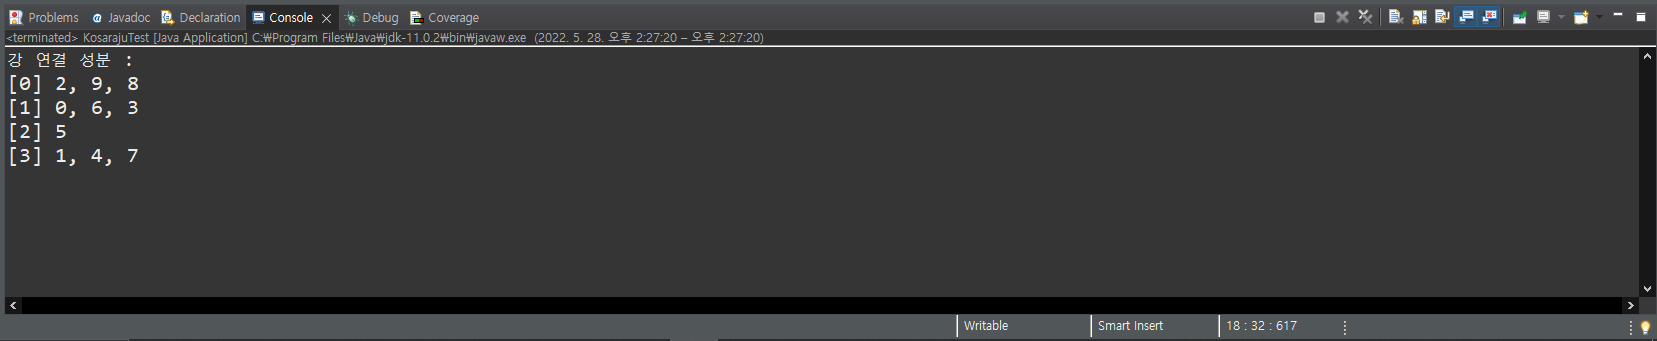 Problems Javadoc Declaration Console Debug Coverage
<terminated> KosarajuTest [Java Application] C:₩Program Files₩Java₩jdk-11.0.2₩bin₩javaw.exe (2022. 5. 28. 오후 2:27:20 – 오후 2:27:20)
강 연결 성분 :
[0] 2, 9, 8
[1] 0, 6, 3
[2] 5
[3] 1, 4, 7
Writable Smart Insert 18 : 32 : 617